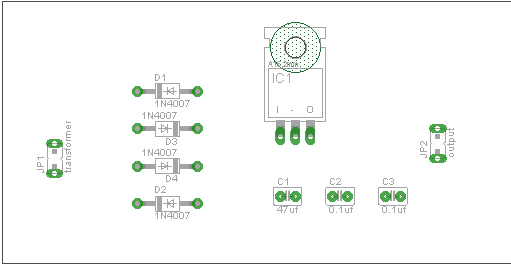 D1
1N4007
1N4007
D3
1N4007
D4
D2
1N4007
JP1
transformer
IC1
I - O
JP2
output
C1
47uf
C2
0.1uf
C3
0.1uf